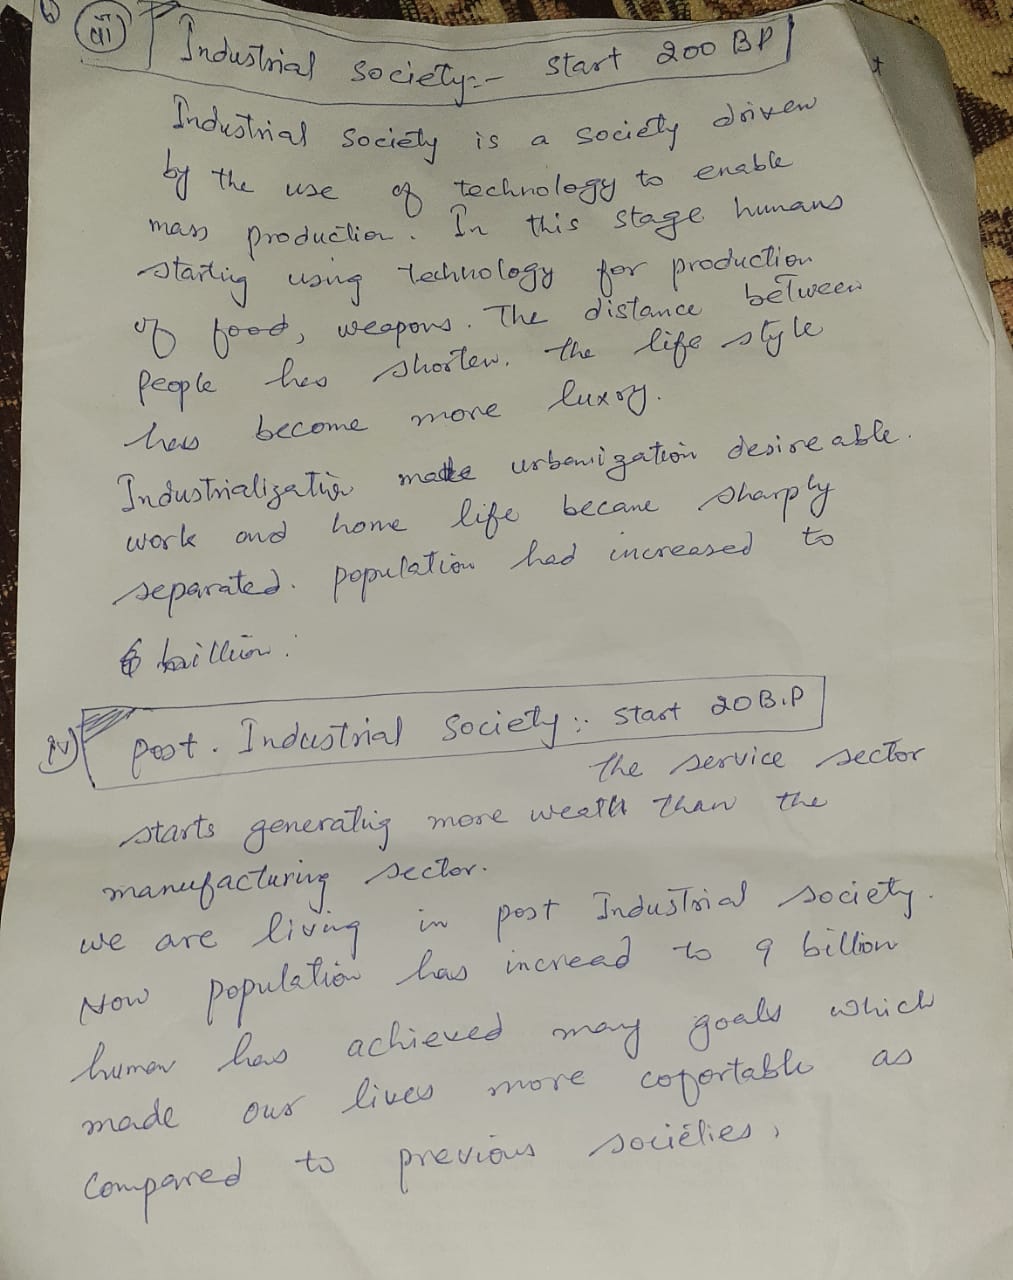 iii) Industrial Society:- Start 200 BP
Industrial Society is a society driven
by the use of technology to enable
mass production. In this stage humans
starting using technology for production
of food, weapons. The distance between
people has shorten. the life style
has become more luxory.
Industrialization made urbanization desireable.
work and home life became sharply
separated. population had increased to
6 billion.
IV) post. Industrial Society:. Start 20 B.P
the service sector
starts generating more wealth than the
manufacturing sector.
we are living in post Industrial society.
Now population has incread to 9 billion
human has achieved many goals which
made our lives more cofortable as
Compared to previous societies,